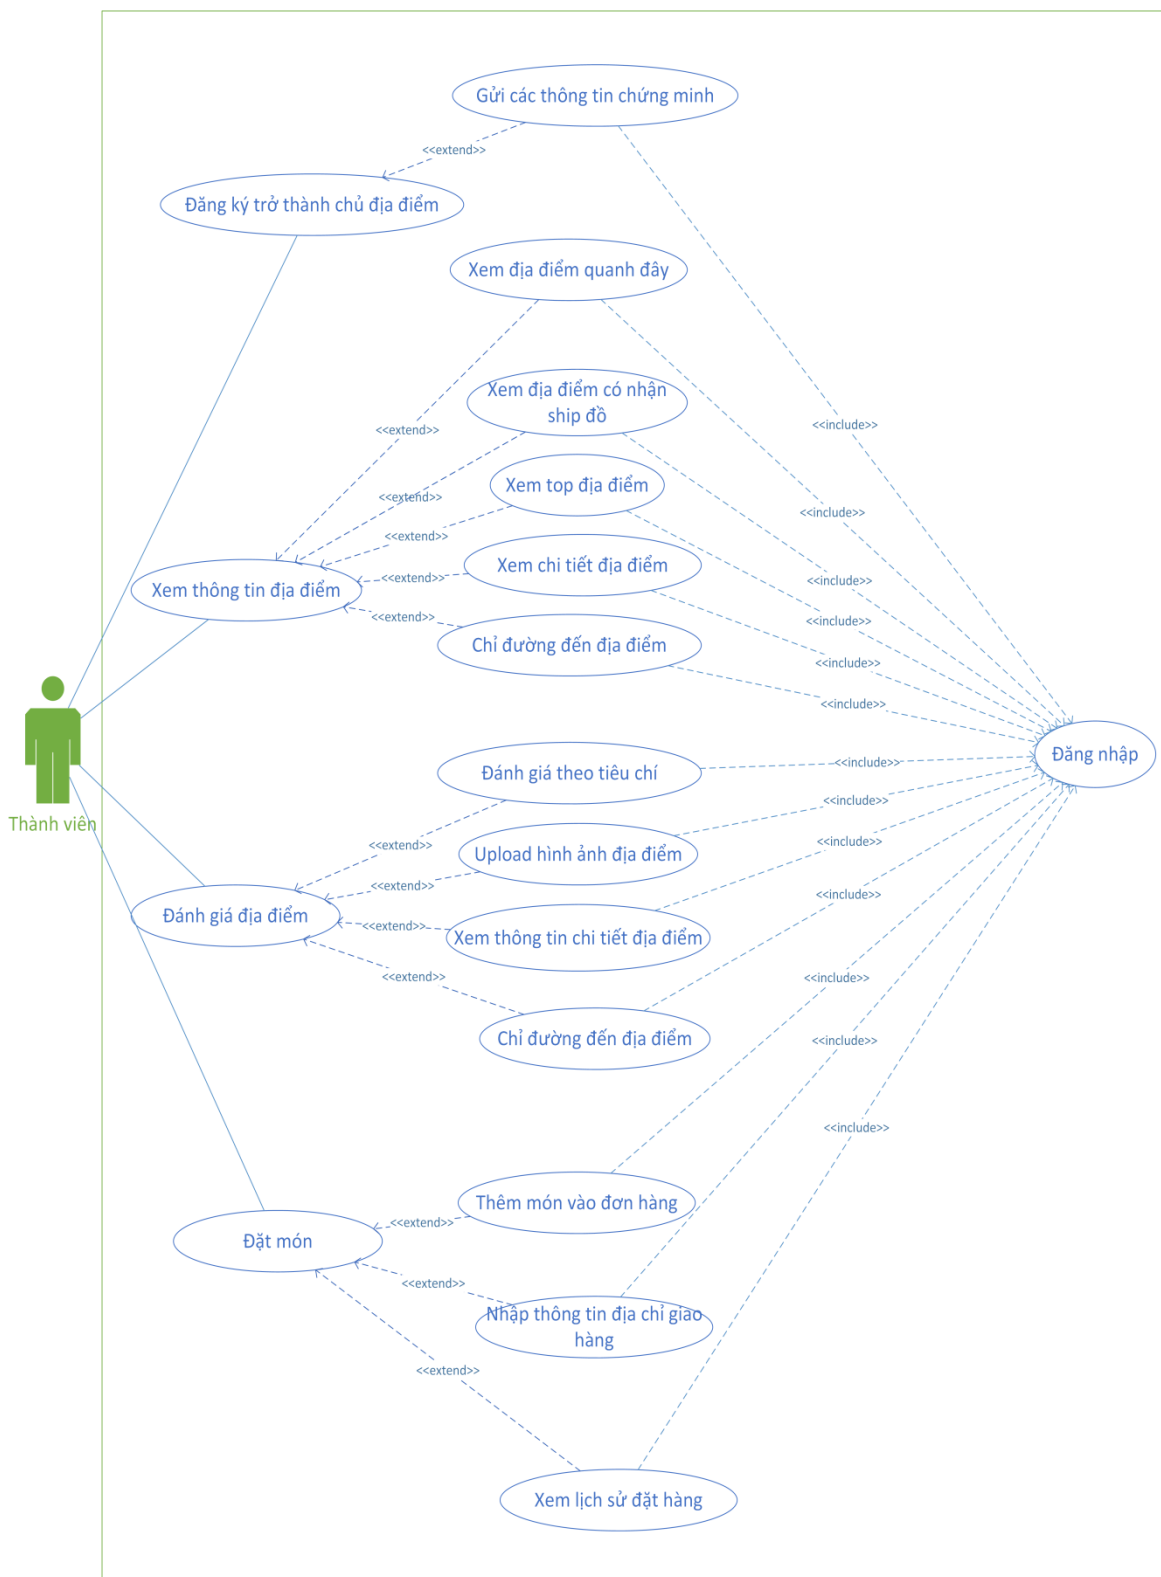 Gửi các thông tin chứng minh
<<extend>>
Đăng ký trở thành chủ địa điểm
Xem địa điểm quanh đây
Xem địa điểm có nhận
ship đồ
<<include>>
<<extend>>
Xem top địa điểm
<<extend>>
<<include>>
<<extend>>
Xem chi tiết địa điểm
<<extend>>
<<include>>
Xem thông tin địa điểm
<<extend>>
<<include>>
Chỉ đường đến địa điểm
<<include>>
<<include>>
Đăng nhập
Đánh giá theo tiêu chí
<<include>>
<<include>>
Thành viên
<<extend>>
<<include>>
Upload hình ảnh địa điểm
<<extend>>
<<include>>
Đánh giá địa điểm
<<extend>>
Xem thông tin chi tiết địa điểm
<<extend>>
<<include>>
Chỉ đường đến địa điểm
<<include>>
<<include>>
Thêm món vào đơn hàng
<<extend>>
Đặt món
<<extend>>
Nhập thông tin địa chỉ giao
hàng
<<extend>>
Xem lịch sử đặt hàng